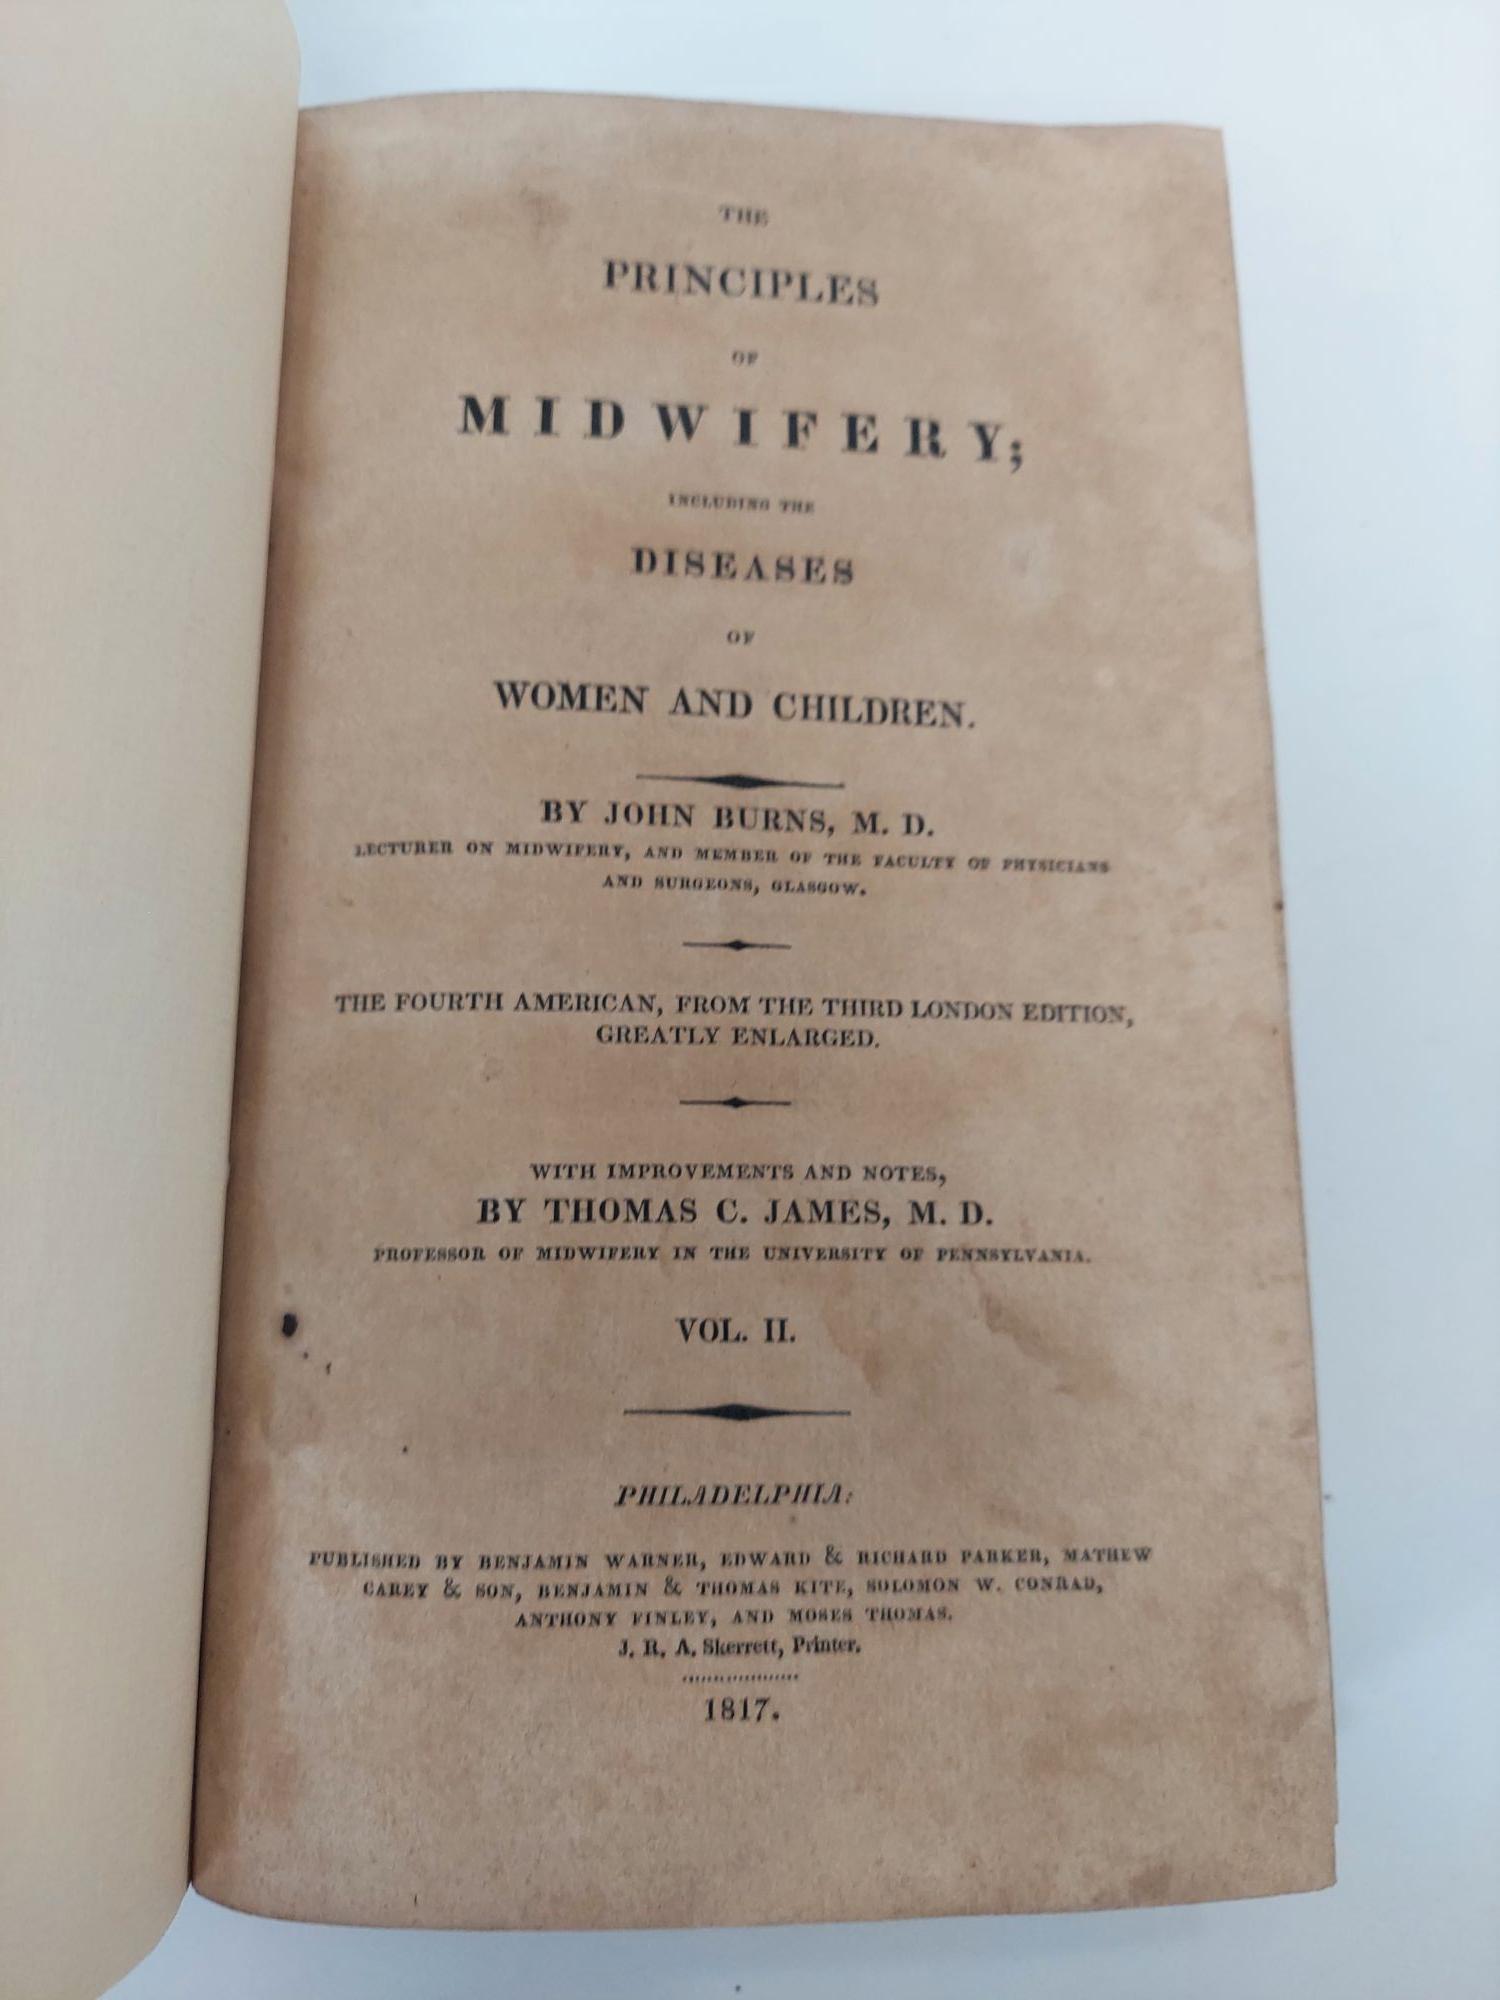 THE
PRINCIPLES
OF
MIDWIFERY;
INCLUDING THE
DISEASES
OF
WOMEN AND CHILDREN.
BY JOHN BURNS, M. D.
LECTURER ON MIDWIFERY, AND MEMBER OF THE FACULTY OF PHYSICIANS
AND SURGEONS, GLASGOW.
THE FOURTH AMERICAN, FROM THE THIRD LONDON EDITION,
GREATLY ENLARGED.
WITH IMPROVEMENTS AND NOTES,
BY THOMAS C. JAMES, M. D.
PROFESSOR OF MIDWIFERY IN THE UNIVERSITY OF PENNSYLVANIA.
VOL. II.
PHILADELPHIA:
PUBLISHED BY BENJAMIN WARNER, EDWARD & RICHARD PARKER, MATHEW
CAREY & SON, BENJAMIN & THOMAS KITE, SOLOMON W. CONRAD,
ANTHONY FINLEY, AND MOSES THOMAS.
J. R. A. Skerrett, Printer.
1817.